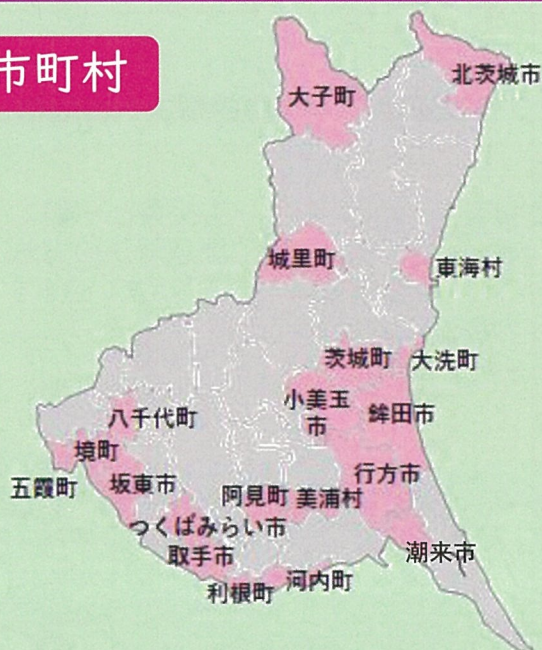 市町村
大子町
北茨城市
城里町
東海村
茨城町
大洗町
小美玉
市
鉾田市
八千代町
境町
行方市
五霞町
坂東市
阿見町
美浦村
つくばみらい市
潮来市
取手市
利根町
河内町